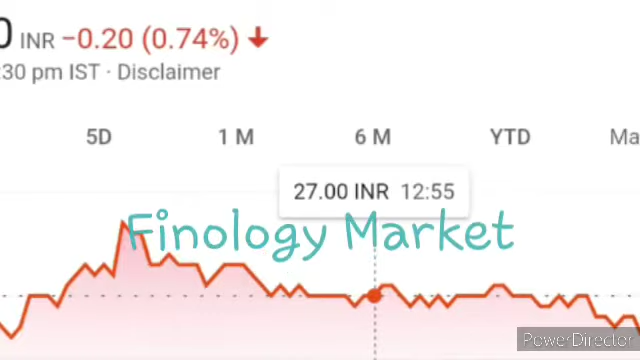 0 INR −0.20 (0.74%) ↓
:30 pm IST · Disclaimer
5D 1 M 6 M YTD Ma
27.00 INR 12:55
Finology Market
PowerDirector